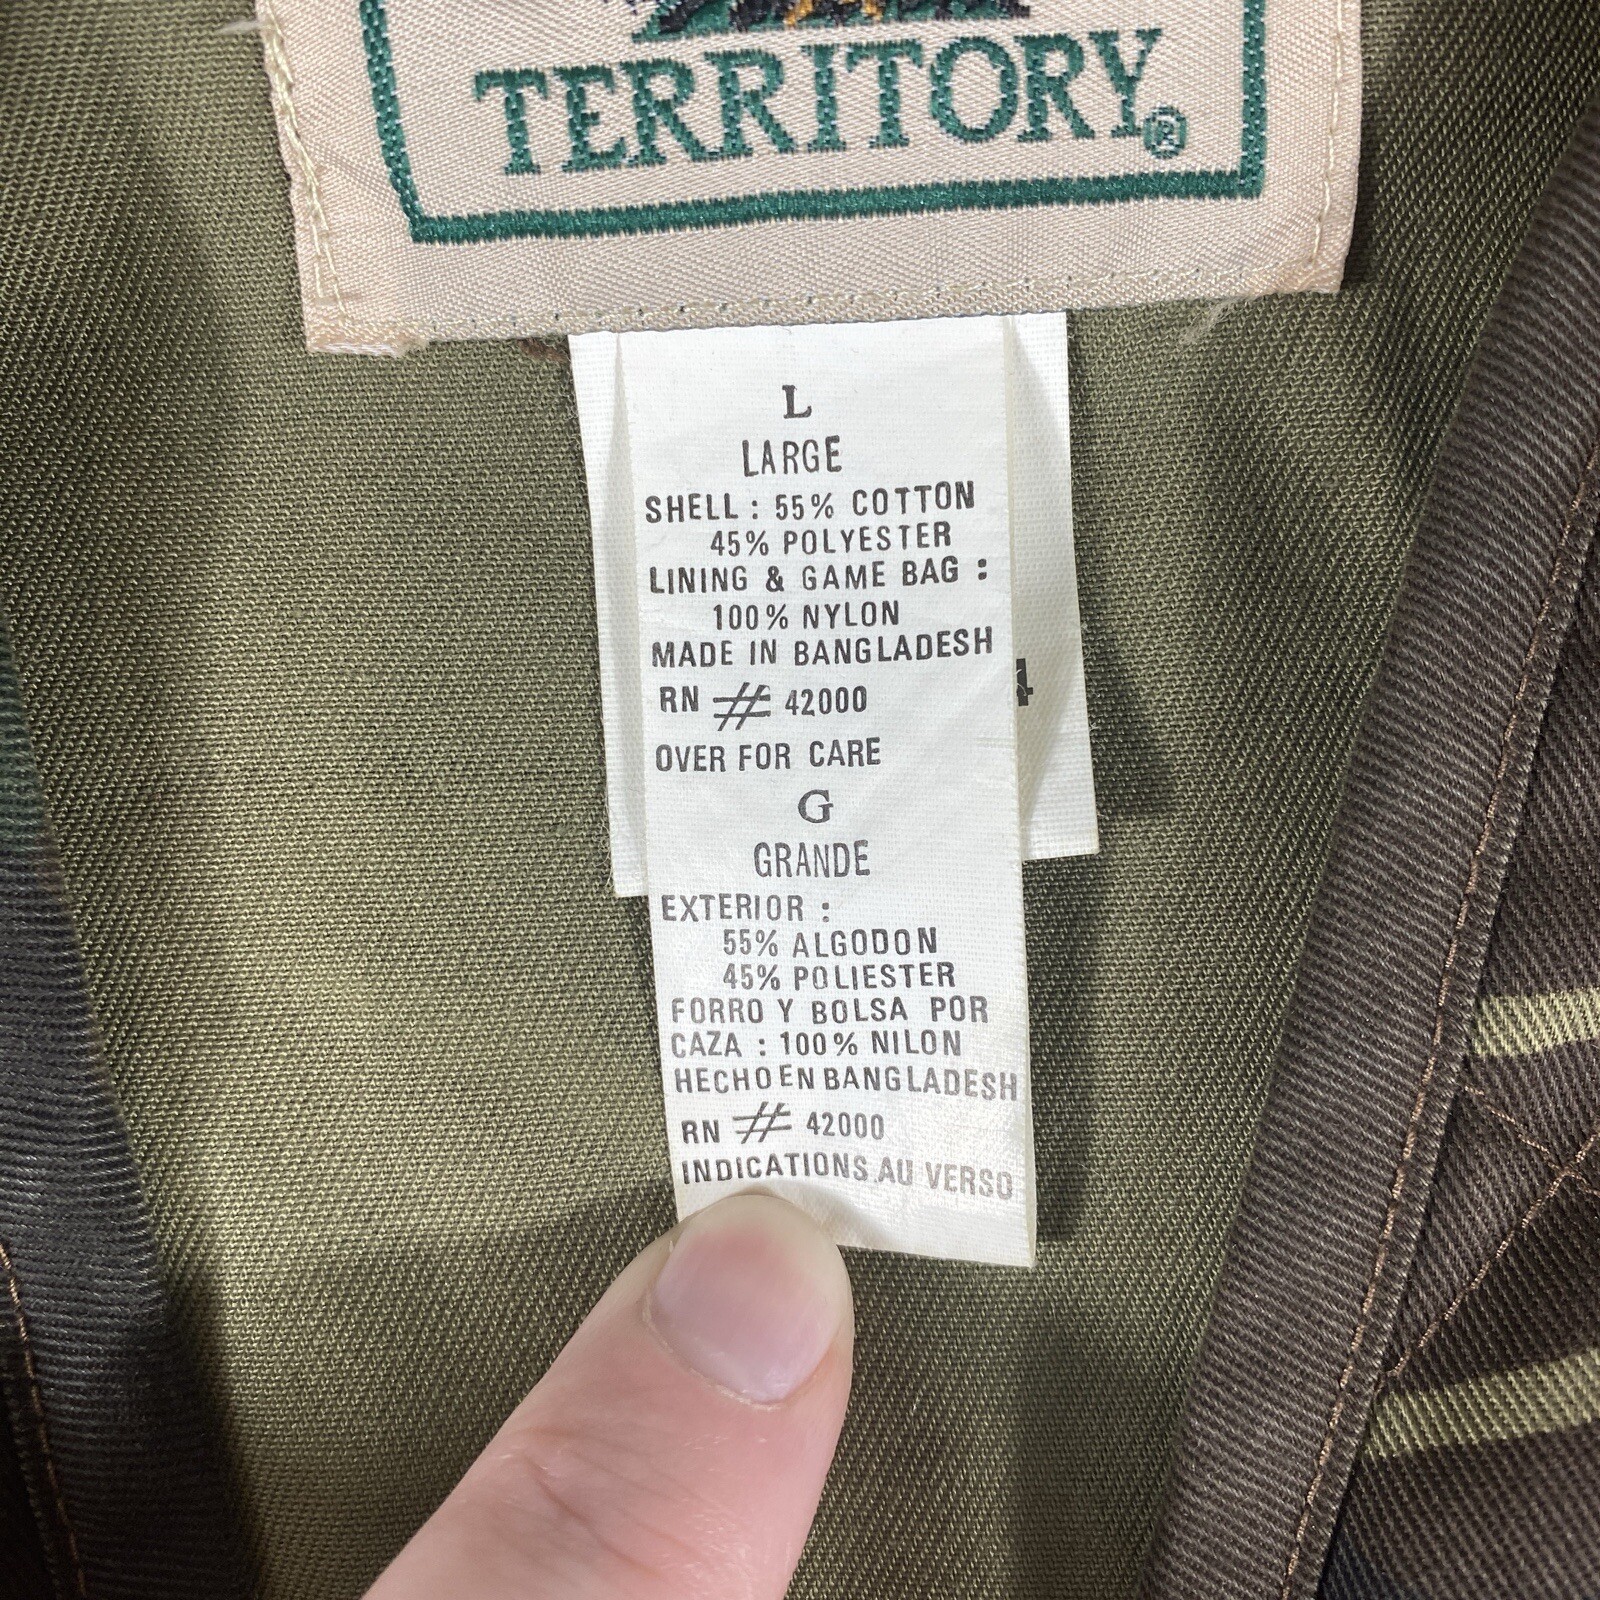 TERRITORY®
L
LARGE
SHELL : 55% COTTON
45% POLYESTER
LINING & GAME BAG :
100% NYLON
MADE IN BANGLADESH
RN # 42000
OVER FOR CARE
G
GRANDE
EXTERIOR :
55% ALGODON
45% POLIESTER
FORRO Y BOLSA POR
CAZA : 100% NILON
HECHO EN BANGLADESH
RN # 42000
INDICATIONS AU VERSO
4